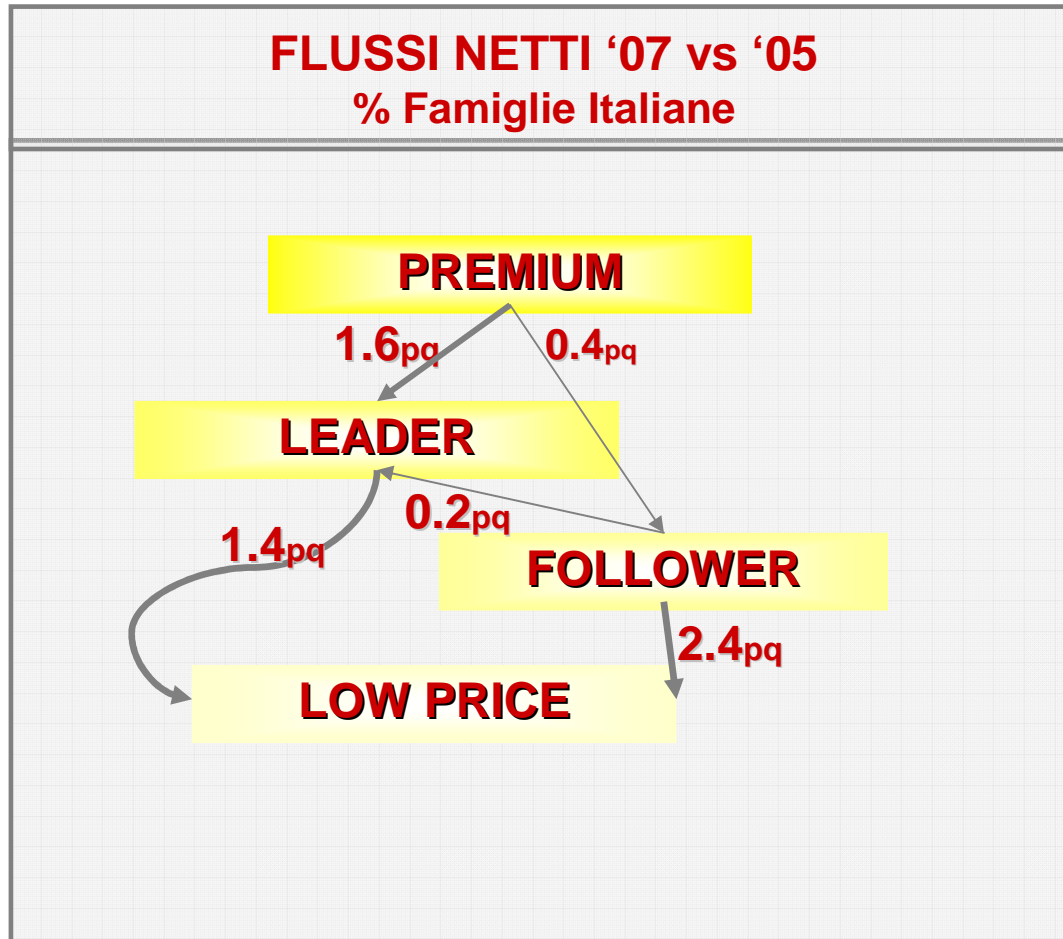 FLUSSI NETTI ‘07 vs ‘05
% Famiglie Italiane
PREMIUM
1.6pq
0.4pq
LEADER
0.2pq
1.4pq
FOLLOWER
2.4pq
LOW PRICE